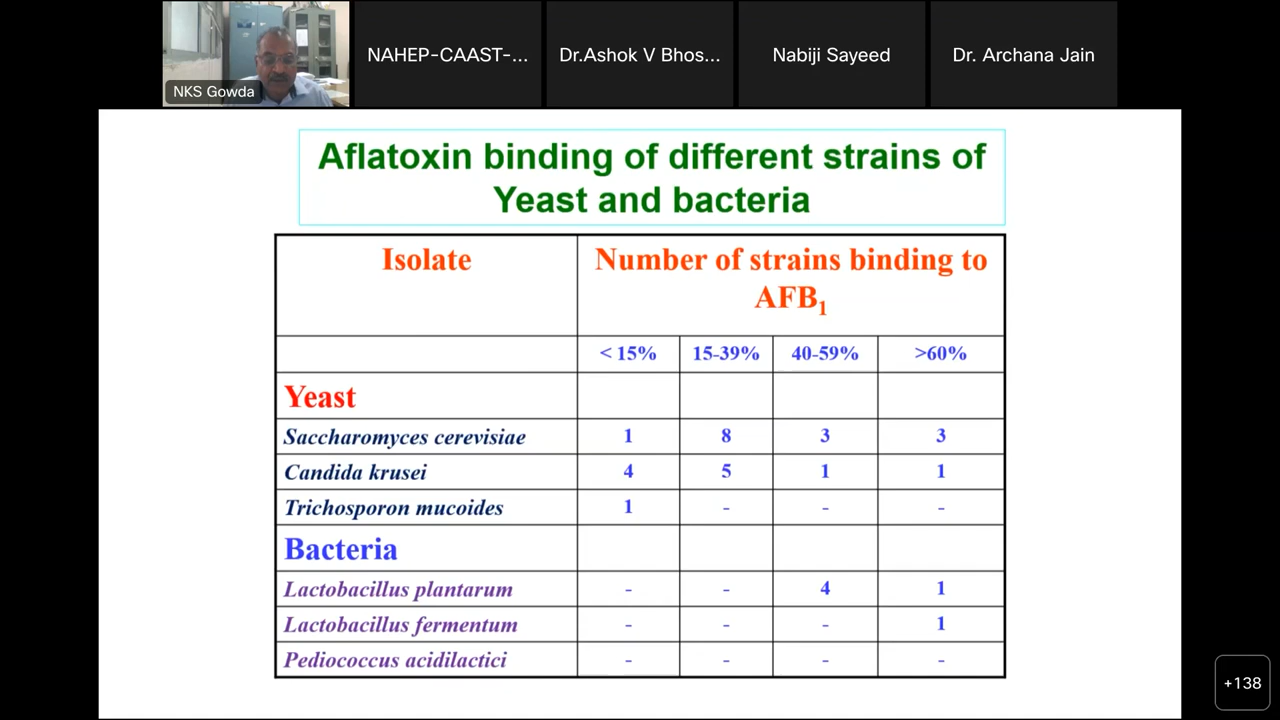 NKS Gowda
NAHEP-CAAST-...
Dr.Ashok V Bhos...
Nabiji Sayeed
Dr. Archana Jain
Aflatoxin binding of different strains of
Yeast and bacteria
Isolate Number of strains binding to
AFB₁
< 15% 15-39% 40-59% >60%
Yeast
Saccharomyces cerevisiae 1 8 3 3
Candida krusei 4 5 1 1
Trichosporon mucoides 1 - - -
Bacteria
Lactobacillus plantarum - - 4 1
Lactobacillus fermentum - - - 1
Pediococcus acidilactici - - - -
+138